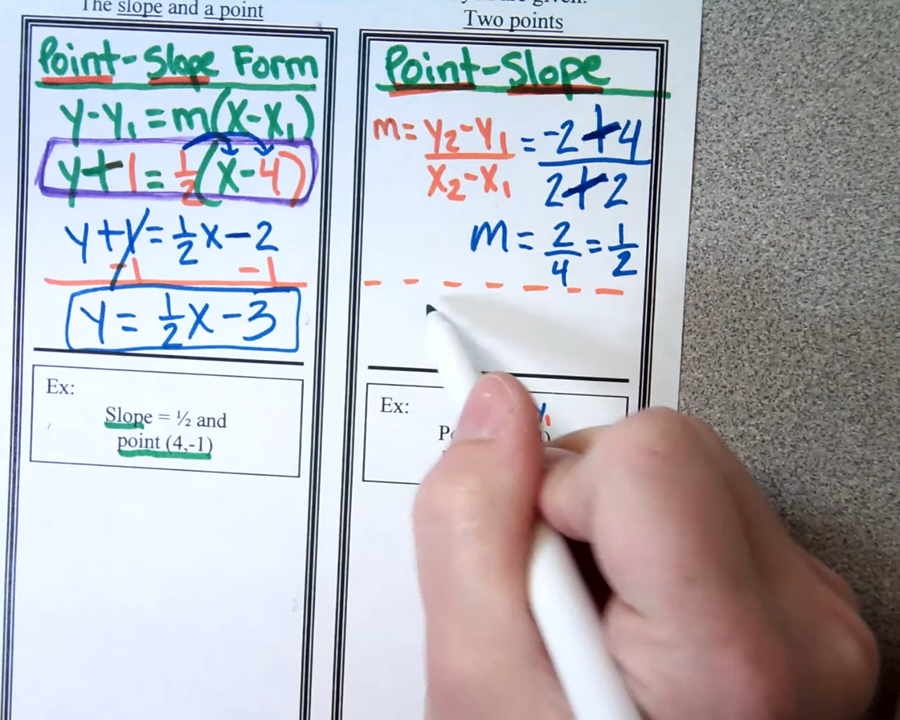 The slope and a point
Point-Slope Form
y-y₁=m(x-x₁)
y+1=½(x-4)
y+1=½x-2
-1 -1
y=½x-3
Ex:
Slope = ½ and
point (4,-1)
given:
Two points
Point-Slope
m= y₂-y₁ / x₂-x₁ = -2+4 / 2+2
m= 2/4 = 1/2
Ex: